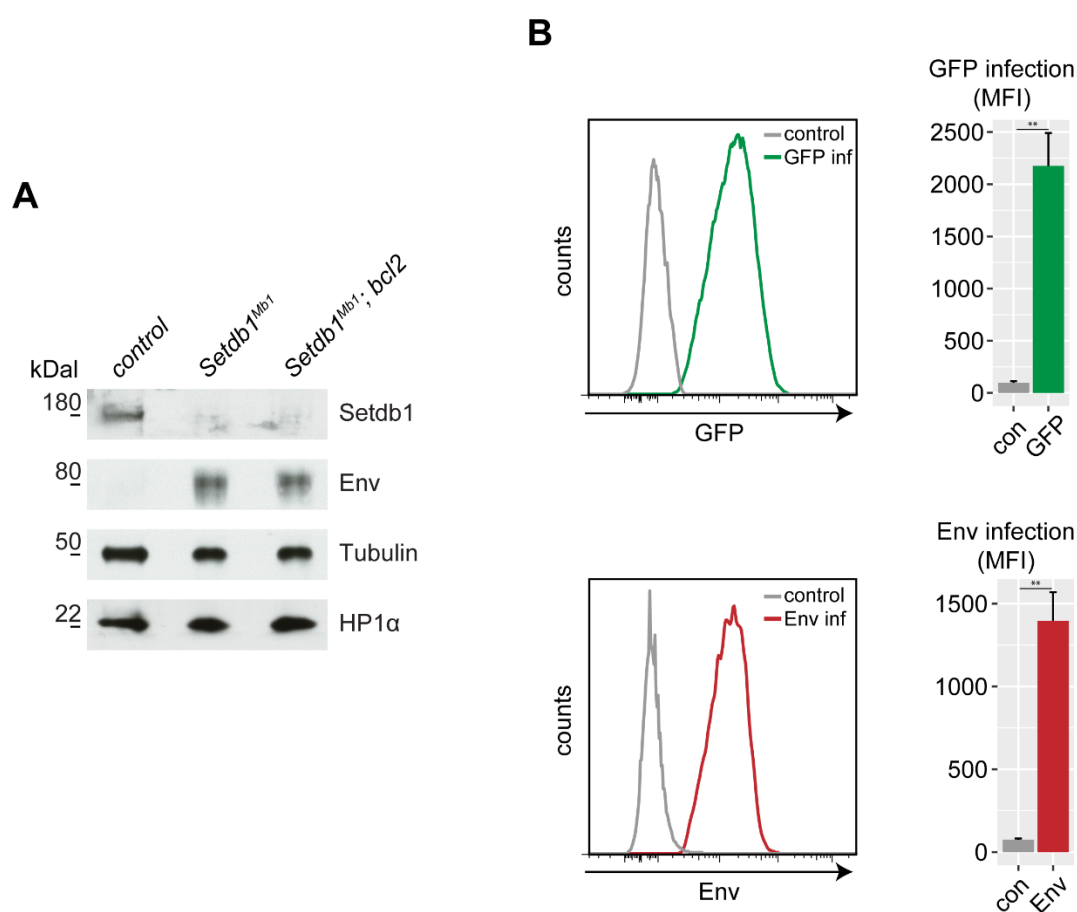 A
control
Setdb1^Mb1
Setdb1^Mb1; bcl2
kDal
180
Setdb1
80
Env
50
Tubulin
22
HP1α
B
control
GFP inf
counts
GFP
GFP infection
(MFI)
**
2500
2000
1500
1000
500
0
con
GFP
control
Env inf
counts
Env
Env infection
(MFI)
**
1500
1000
500
0
con
Env